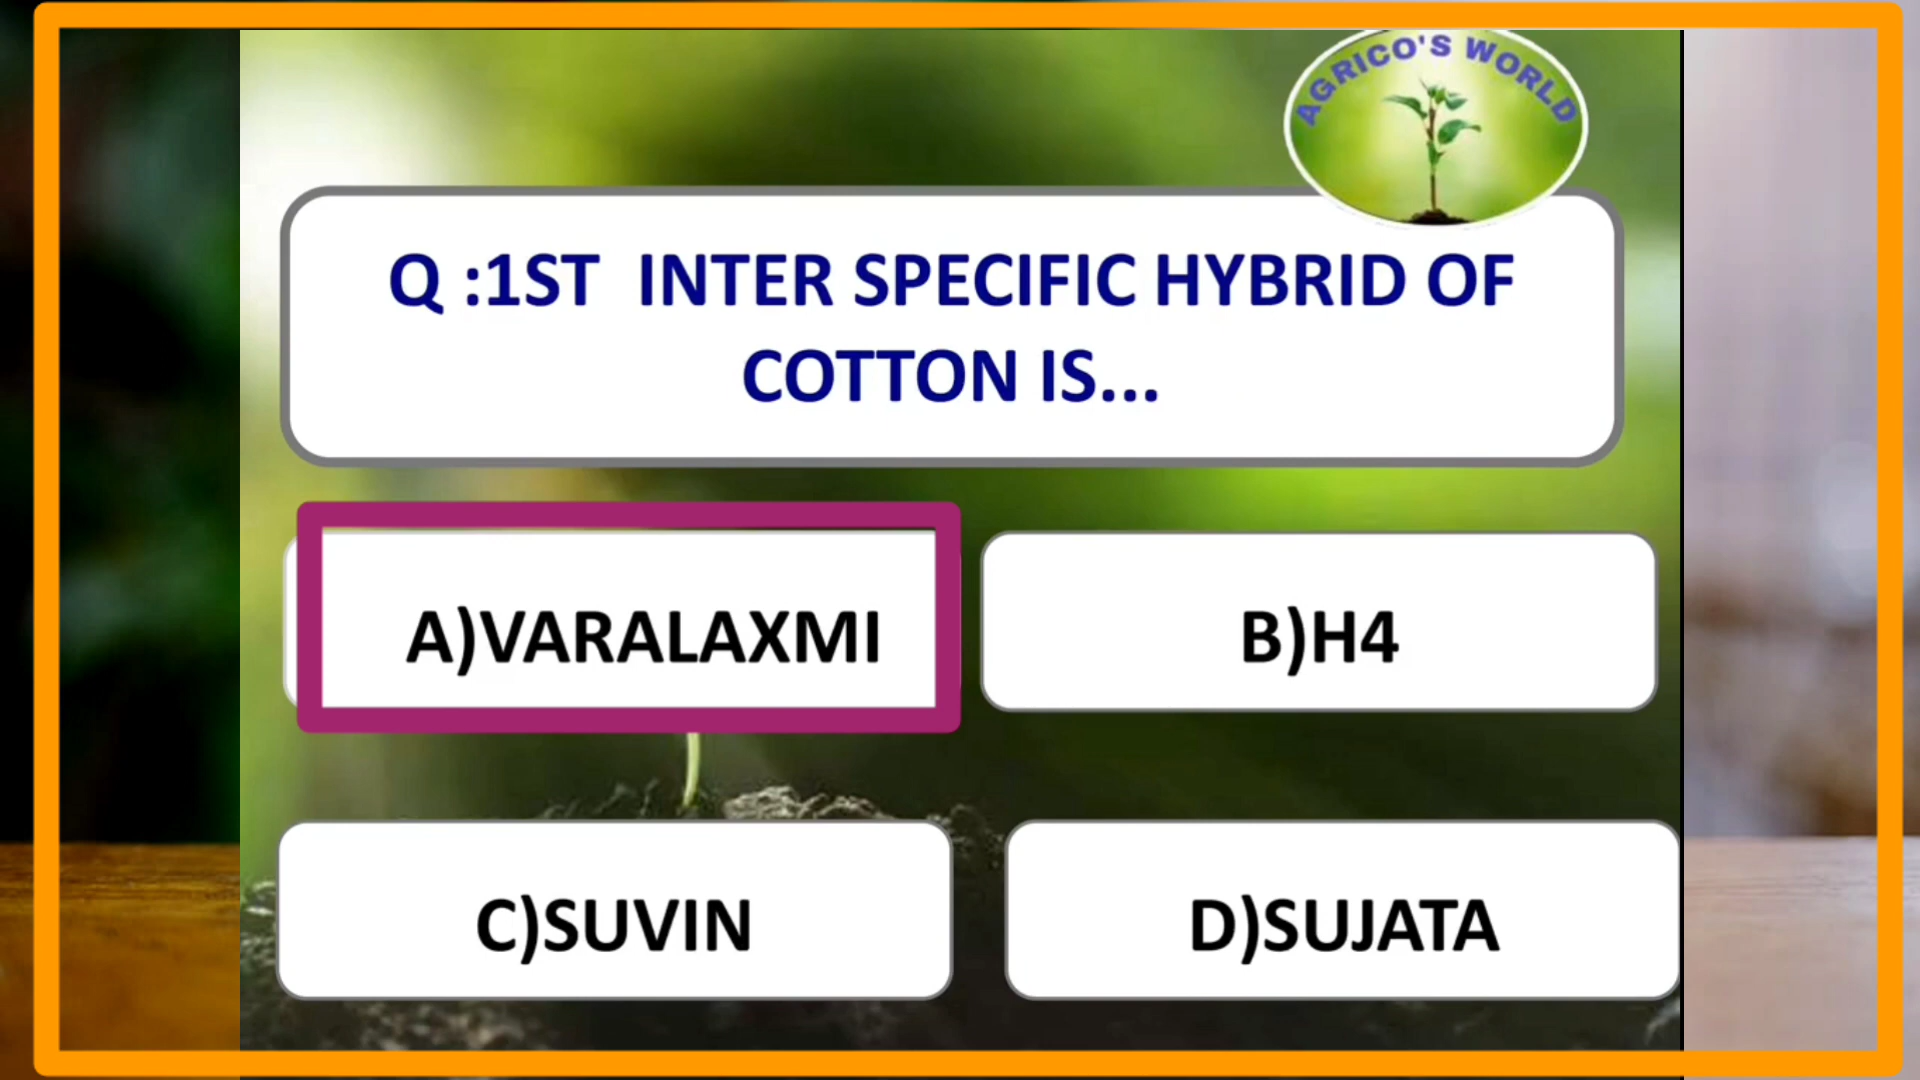 AGRICO'S WORLD
Q :1ST  INTER SPECIFIC HYBRID OF
COTTON IS...
A)VARALAXMI
B)H4
C)SUVIN
D)SUJATA